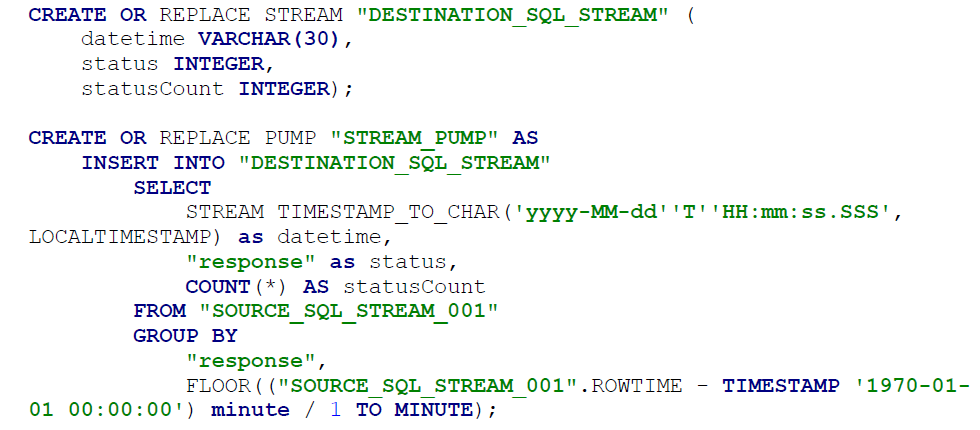 CREATE OR REPLACE STREAM "DESTINATION_SQL_STREAM" (
    datetime VARCHAR(30),
    status INTEGER,
    statusCount INTEGER);

CREATE OR REPLACE PUMP "STREAM_PUMP" AS
    INSERT INTO "DESTINATION_SQL_STREAM"
        SELECT
            STREAM TIMESTAMP_TO_CHAR('yyyy-MM-dd''T''HH:mm:ss.SSS',
LOCALTIMESTAMP) as datetime,
            "response" as status,
            COUNT(*) AS statusCount
        FROM "SOURCE_SQL_STREAM_001"
        GROUP BY
            "response",
            FLOOR(("SOURCE_SQL_STREAM_001".ROWTIME - TIMESTAMP '1970-01-
01 00:00:00') minute / 1 TO MINUTE);